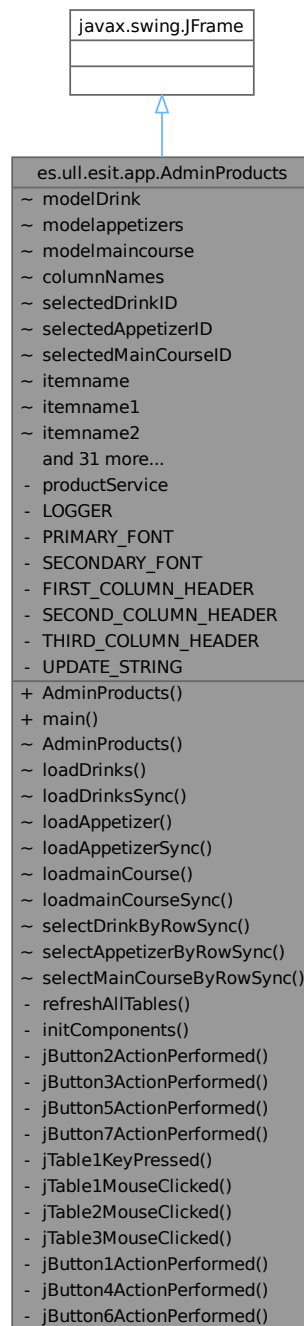 javax.swing.JFrame
es.ull.esit.app.AdminProducts
~ modelDrink
~ modelappetizers
~ modelmaincourse
~ columnNames
~ selectedDrinkID
~ selectedAppetizerID
~ selectedMainCourseID
~ itemname
~ itemname1
~ itemname2
and 31 more...
- productService
- LOGGER
- PRIMARY_FONT
- SECONDARY_FONT
- FIRST_COLUMN_HEADER
- SECOND_COLUMN_HEADER
- THIRD_COLUMN_HEADER
- UPDATE_STRING
+ AdminProducts()
+ main()
~ AdminProducts()
~ loadDrinks()
~ loadDrinksSync()
~ loadAppetizer()
~ loadAppetizerSync()
~ loadmainCourse()
~ loadmainCourseSync()
~ selectDrinkByRowSync()
~ selectAppetizerByRowSync()
~ selectMainCourseByRowSync()
- refreshAllTables()
- initComponents()
- jButton2ActionPerformed()
- jButton3ActionPerformed()
- jButton5ActionPerformed()
- jButton7ActionPerformed()
- jTable1KeyPressed()
- jTable1MouseClicked()
- jTable2MouseClicked()
- jTable3MouseClicked()
- jButton1ActionPerformed()
- jButton4ActionPerformed()
- jButton6ActionPerformed()